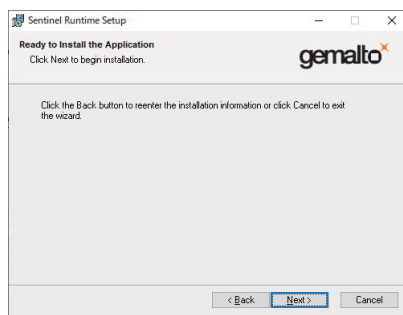 Sentinel Runtime Setup
Ready to Install the Application
Click Next to begin installation.
gemalto
Click the Back button to reenter the installation information or click Cancel to exit
the wizard.
< Back
Next >
Cancel